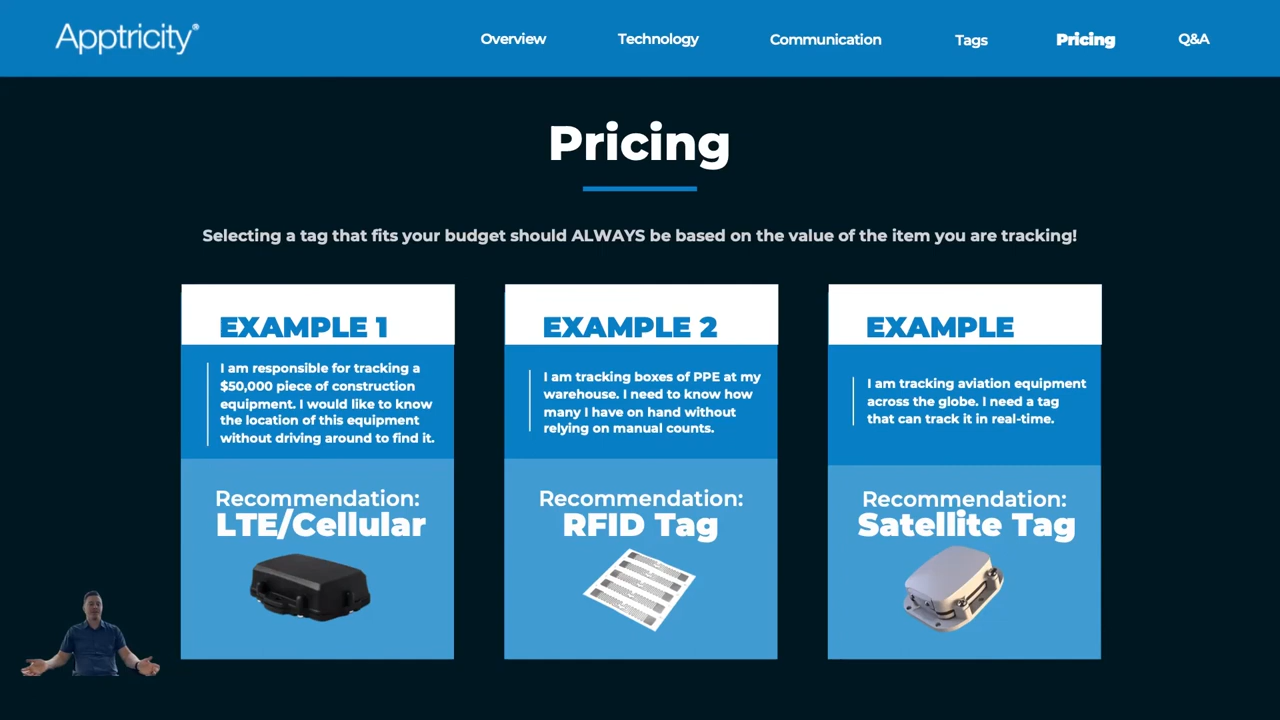 Apptricity®
Overview
Technology
Communication
Tags
Pricing
Q&A
Pricing
Selecting a tag that fits your budget should ALWAYS be based on the value of the item you are tracking!
EXAMPLE 1
I am responsible for tracking a
$50,000 piece of construction
equipment. I would like to know
the location of this equipment
without driving around to find it.
Recommendation:
LTE/Cellular
EXAMPLE 2
I am tracking boxes of PPE at my
warehouse. I need to know how
many I have on hand without
relying on manual counts.
Recommendation:
RFID Tag
EXAMPLE
I am tracking aviation equipment
across the globe. I need a tag
that can track it in real-time.
Recommendation:
Satellite Tag